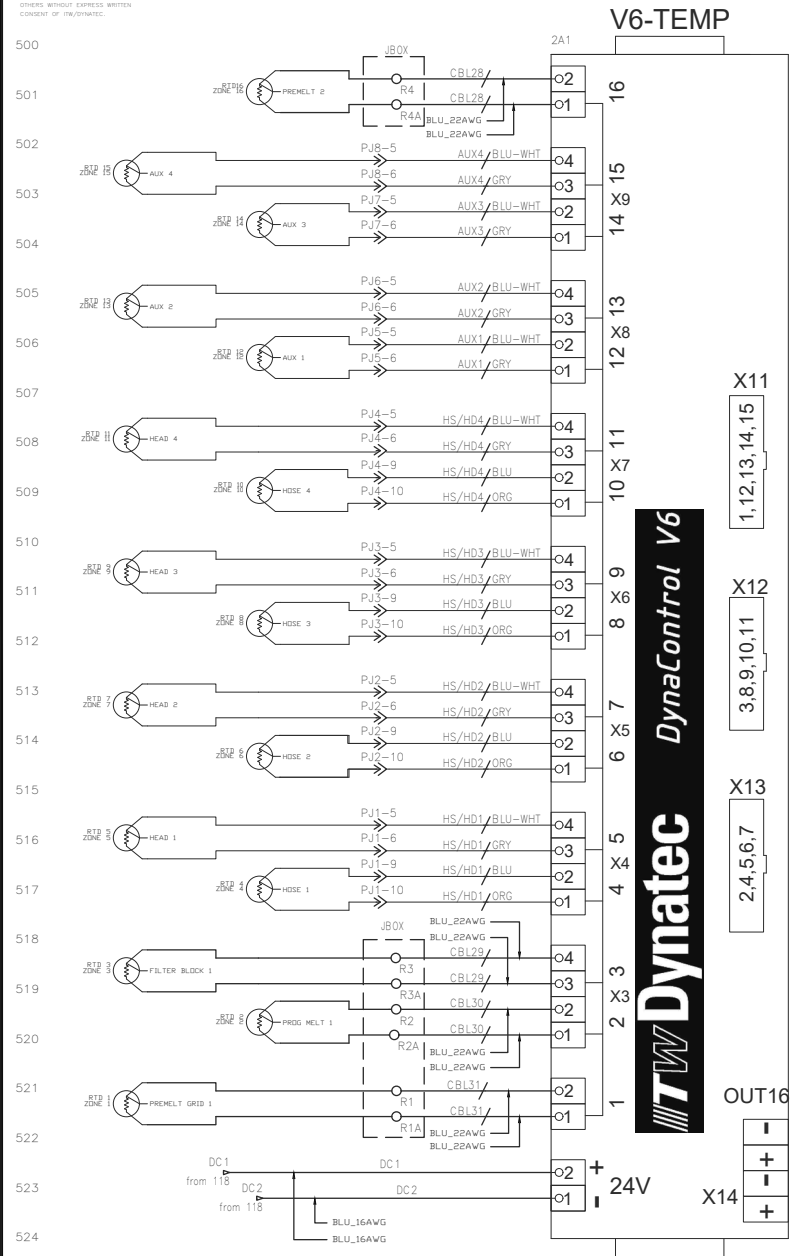 OTHERS WITHOUT EXPRESS WRITTEN
CONSENT OF ITW/DYNATEC.
V6-TEMP
500
2A1
JBOX
CBL28
2
RTD16
ZONE 16
PREMELT 2
R4
16
501
CBL28
1
R4A
BLU_22AWG
BLU_22AWG
502
PJ8-5
AUX4
BLU-WHT
4
RTD 15
ZONE 15
AUX 4
PJ8-6
AUX4
GRY
3
15
503
PJ7-5
AUX3
BLU-WHT
2
X9
RTD 14
ZONE 14
AUX 3
PJ7-6
AUX3
GRY
1
14
504
505
PJ6-5
AUX2
BLU-WHT
4
RTD 13
ZONE 13
AUX 2
PJ6-6
AUX2
GRY
3
13
506
PJ5-5
AUX1
BLU-WHT
2
X8
RTD 12
ZONE 12
AUX 1
PJ5-6
AUX1
GRY
1
12
507
X11
1,12,13,14,15
PJ4-5
HS/HD4
BLU-WHT
4
508
RTD 11
ZONE 11
HEAD 4
PJ4-6
HS/HD4
GRY
3
11
PJ4-9
HS/HD4
BLU
2
X7
509
RTD 10
ZONE 10
HOSE 4
PJ4-10
HS/HD4
ORG
1
10
510
PJ3-5
HS/HD3
BLU-WHT
4
511
RTD 9
ZONE 9
HEAD 3
PJ3-6
HS/HD3
GRY
3
9
X12
3,8,9,10,11
PJ3-9
HS/HD3
BLU
2
X6
512
RTD 8
ZONE 8
HOSE 3
PJ3-10
HS/HD3
ORG
1
8
DynaControl V6
513
PJ2-5
HS/HD2
BLU-WHT
4
RTD 7
ZONE 7
HEAD 2
PJ2-6
HS/HD2
GRY
3
7
514
PJ2-9
HS/HD2
BLU
2
X5
RTD 6
ZONE 6
HOSE 2
PJ2-10
HS/HD2
ORG
1
6
515
X13
2,4,5,6,7
PJ1-5
HS/HD1
BLU-WHT
4
516
RTD 5
ZONE 5
HEAD 1
PJ1-6
HS/HD1
GRY
3
5
PJ1-9
HS/HD1
BLU
2
X4
517
RTD 4
ZONE 4
HOSE 1
PJ1-10
HS/HD1
ORG
1
4
ITW Dynatec
518
JBOX
BLU_22AWG
BLU_22AWG
CBL29
4
RTD 3
ZONE 3
FILTER BLOCK 1
R3
519
CBL29
3
3
R3A
CBL30
2
X3
RTD 2
ZONE 2
PROG MELT 1
R2
520
CBL30
1
2
R2A
BLU_22AWG
BLU_22AWG
521
CBL31
2
RTD 1
ZONE 1
PREMELT GRID 1
R1
1
CBL31
1
R1A
OUT16
522
BLU_22AWG
BLU_22AWG
-
+
-
+
X14
DC1
from 118
DC1
2
+
523
DC2
from 118
DC2
1
-
24V
BLU_16AWG
524
BLU_16AWG